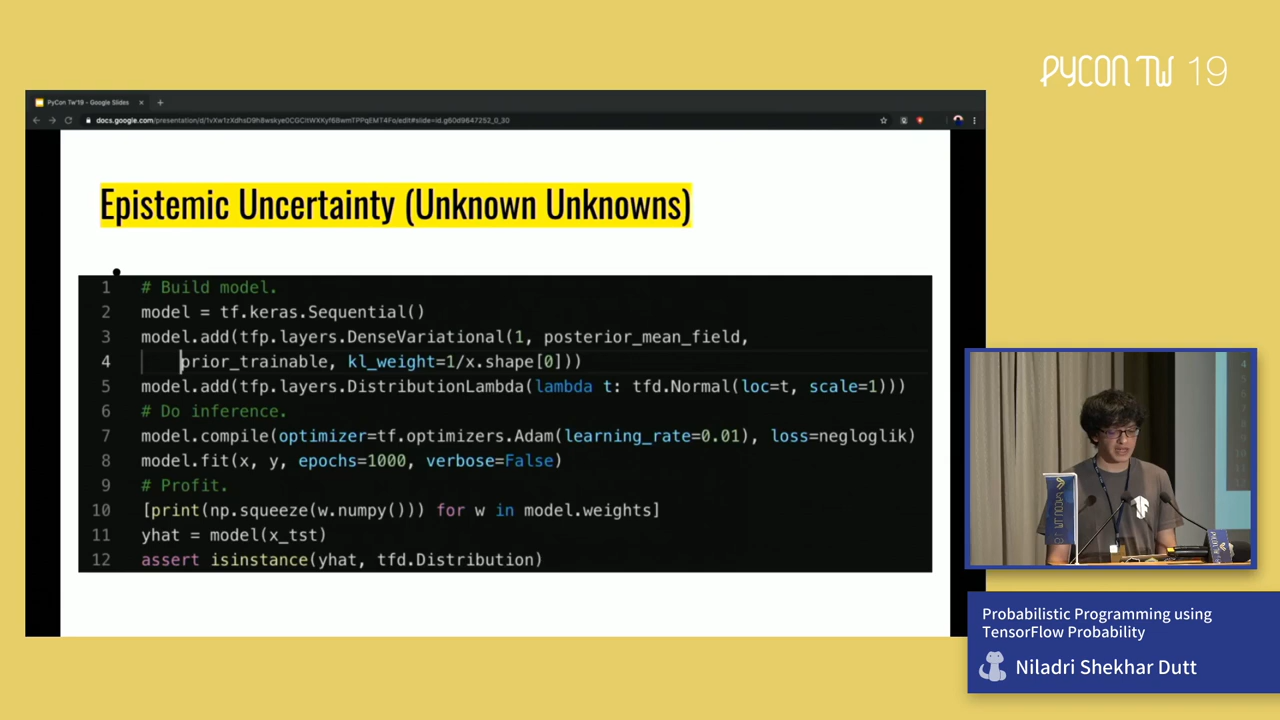 PYCON TW 19
PyCon Tw'19 - Google Slides
Epistemic Uncertainty (Unknown Unknowns)
1 # Build model.
2 model = tf.keras.Sequential()
3 model.add(tfp.layers.DenseVariational(1, posterior_mean_field,
4 prior_trainable, kl_weight=1/x.shape[0]))
5 model.add(tfp.layers.DistributionLambda(lambda t: tfd.Normal(loc=t, scale=1)))
6 # Do inference.
7 model.compile(optimizer=tf.optimizers.Adam(learning_rate=0.01), loss=negloglik)
8 model.fit(x, y, epochs=1000, verbose=False)
9 # Profit.
10 [print(np.squeeze(w.numpy())) for w in model.weights]
11 yhat = model(x_tst)
12 assert isinstance(yhat, tfd.Distribution)
Probabilistic Programming using
TensorFlow Probability
Niladri Shekhar Dutt